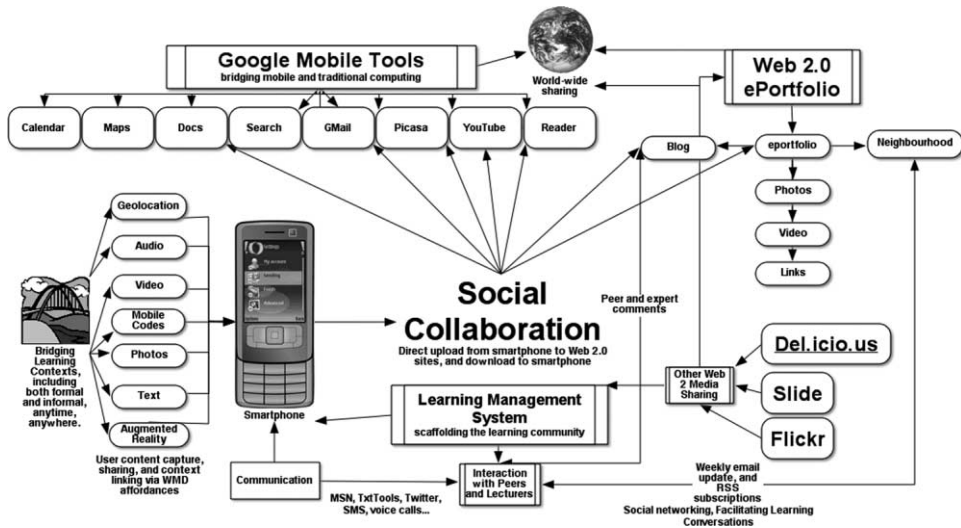 Google Mobile Tools
bridging mobile and traditional computing
World-wide
sharing
Web 2.0
ePortfolio
Calendar
Maps
Docs
Search
GMail
Picasa
YouTube
Reader
Blog
eportfolio
Neighbourhood
Photos
Video
Links
Geolocation
Audio
Video
Mobile
Codes
Photos
Text
Augmented
Reality
Bridging
Learning
Contexts,
including
both formal
and informal,
anytime,
anywhere.
User content capture,
sharing, and context
linking via WMD
affordances
Smartphone
Social
Collaboration
Direct upload from smartphone to Web 2.0
sites, and download to smartphone
Peer and expert
comments
Del.icio.us
Slide
Flickr
Other Web
2 Media
Sharing
Learning Management
System
scaffolding the learning community
Communication
MSN, TxtTools, Twitter,
SMS, voice calls...
Interaction
with Peers
and Lecturers
Weekly email
update, and
RSS
subscriptions
Social networking, Facilitating Learning
Conversations